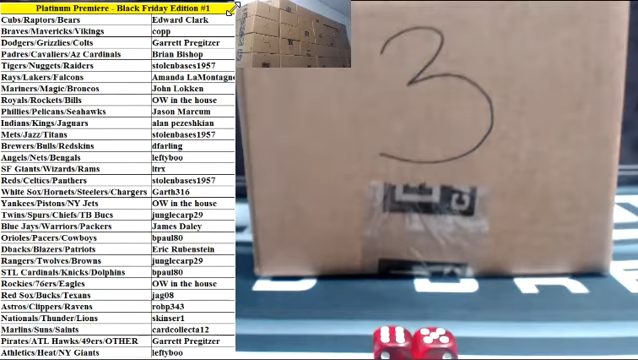 Platinum Premiere - Black Friday Edition #1
Cubs/Raptors/Bears Edward Clark
Braves/Mavericks/Vikings copp
Dodgers/Grizzlies/Colts Garrett Pregitzer
Padres/Cavaliers/Az Cardinals Brian Bishop
Tigers/Nuggets/Raiders stolenbases1957
Rays/Lakers/Falcons Amanda LaMontagne
Mariners/Magic/Broncos John Lokken
Royals/Rockets/Bills OW in the house
Phillies/Pelicans/Seahawks Jason Marcum
Indians/Kings/Jaguars alan pezeshkian
Mets/Jazz/Titans stolenbases1957
Brewers/Bulls/Redskins dfarling
Angels/Nets/Bengals leftyboo
SF Giants/Wizards/Rams
Reds/Celtics/Panthers stolenbases1957
White Sox/Hornets/Steelers/Chargers Garth316
Yankees/Pistons/NY Jets OW in the house
Twins/Spurs/Chiefs/TB Bucs junglecarp29
Blue Jays/Warriors/Packers James Daley
Orioles/Pacers/Cowboys bpaul80
Dbacks/Blazers/Patriots Eric Rubenstein
Rangers/Twolves/Browns junglecarp29
STL Cardinals/Knicks/Dolphins bpaul80
Rockies/76ers/Eagles OW in the house
Red Sox/Bucks/Texans jag08
Astros/Clippers/Ravens robp343
Nationals/Thunder/Lions skinser1
Marlins/Suns/Saints cardcollecta12
Pirates/ATL Hawks/49ers/OTHER Garrett Pregitzer
Athletics/Heat/NY Giants leftyboo
3